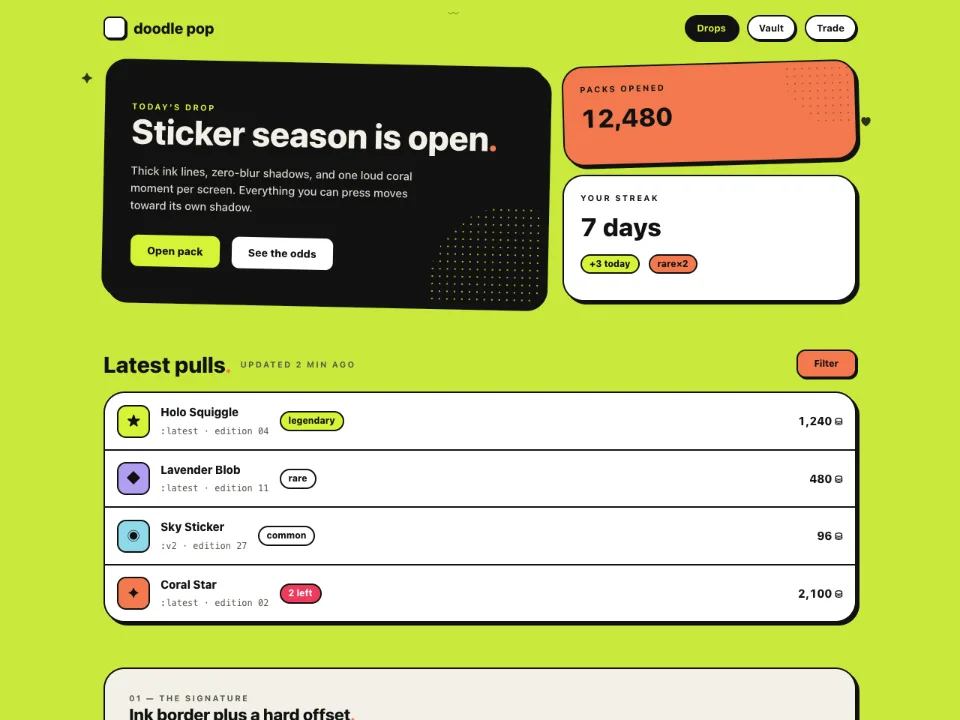 doodle pop
Drops
Vault
Trade
TODAY'S DROP
Sticker season is open.
Thick ink lines, zero-blur shadows, and one loud coral
moment per screen. Everything you can press moves
toward its own shadow.
Open pack
See the odds
PACKS OPENED
12,480
YOUR STREAK
7 days
+3 today
rare×2
Latest pulls.
UPDATED 2 MIN AGO
Filter
Holo Squiggle
:latest · edition 04
legendary
1,240
Lavender Blob
:latest · edition 11
rare
480
Sky Sticker
:v2 · edition 27
common
96
Coral Star
:latest · edition 02
2 left
2,100
01 — THE SIGNATURE
Ink border plus a hard offset.